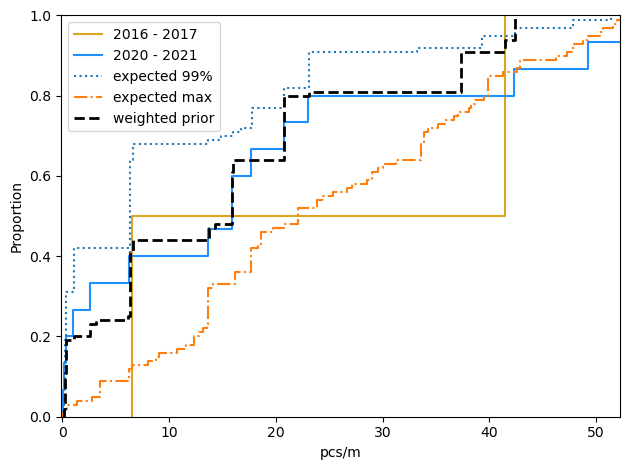 2016 - 2017
2020 - 2021
expected 99%
expected max
weighted prior
Proportion
1.0
0.8
0.6
0.4
0.2
0.0
0 10 20 30 40 50
pcs/m